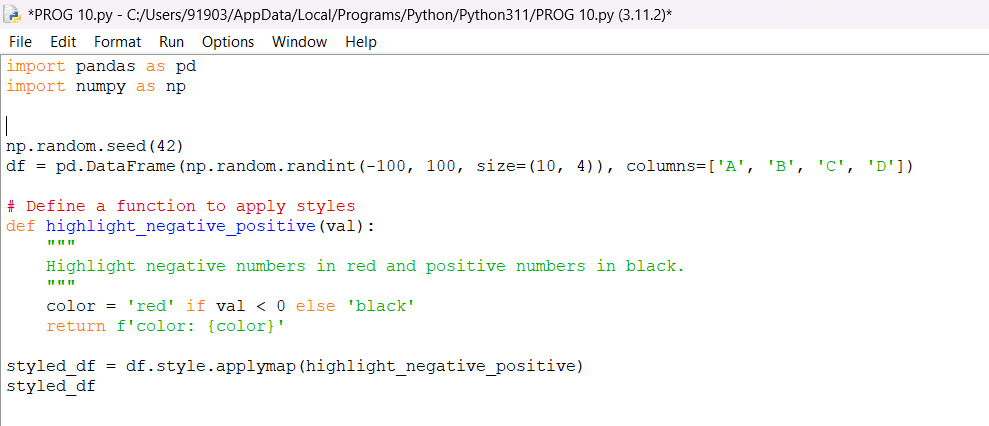 *PROG 10.py - C:/Users/91903/AppData/Local/Programs/Python/Python311/PROG 10.py (3.11.2)*
File Edit Format Run Options Window Help
import pandas as pd
import numpy as np
np.random.seed(42)
df = pd.DataFrame(np.random.randint(-100, 100, size=(10, 4)), columns=['A', 'B', 'C', 'D'])
# Define a function to apply styles
def highlight_negative_positive(val):
    """
    Highlight negative numbers in red and positive numbers in black.
    """
    color = 'red' if val < 0 else 'black'
    return f'color: {color}'
styled_df = df.style.applymap(highlight_negative_positive)
styled_df